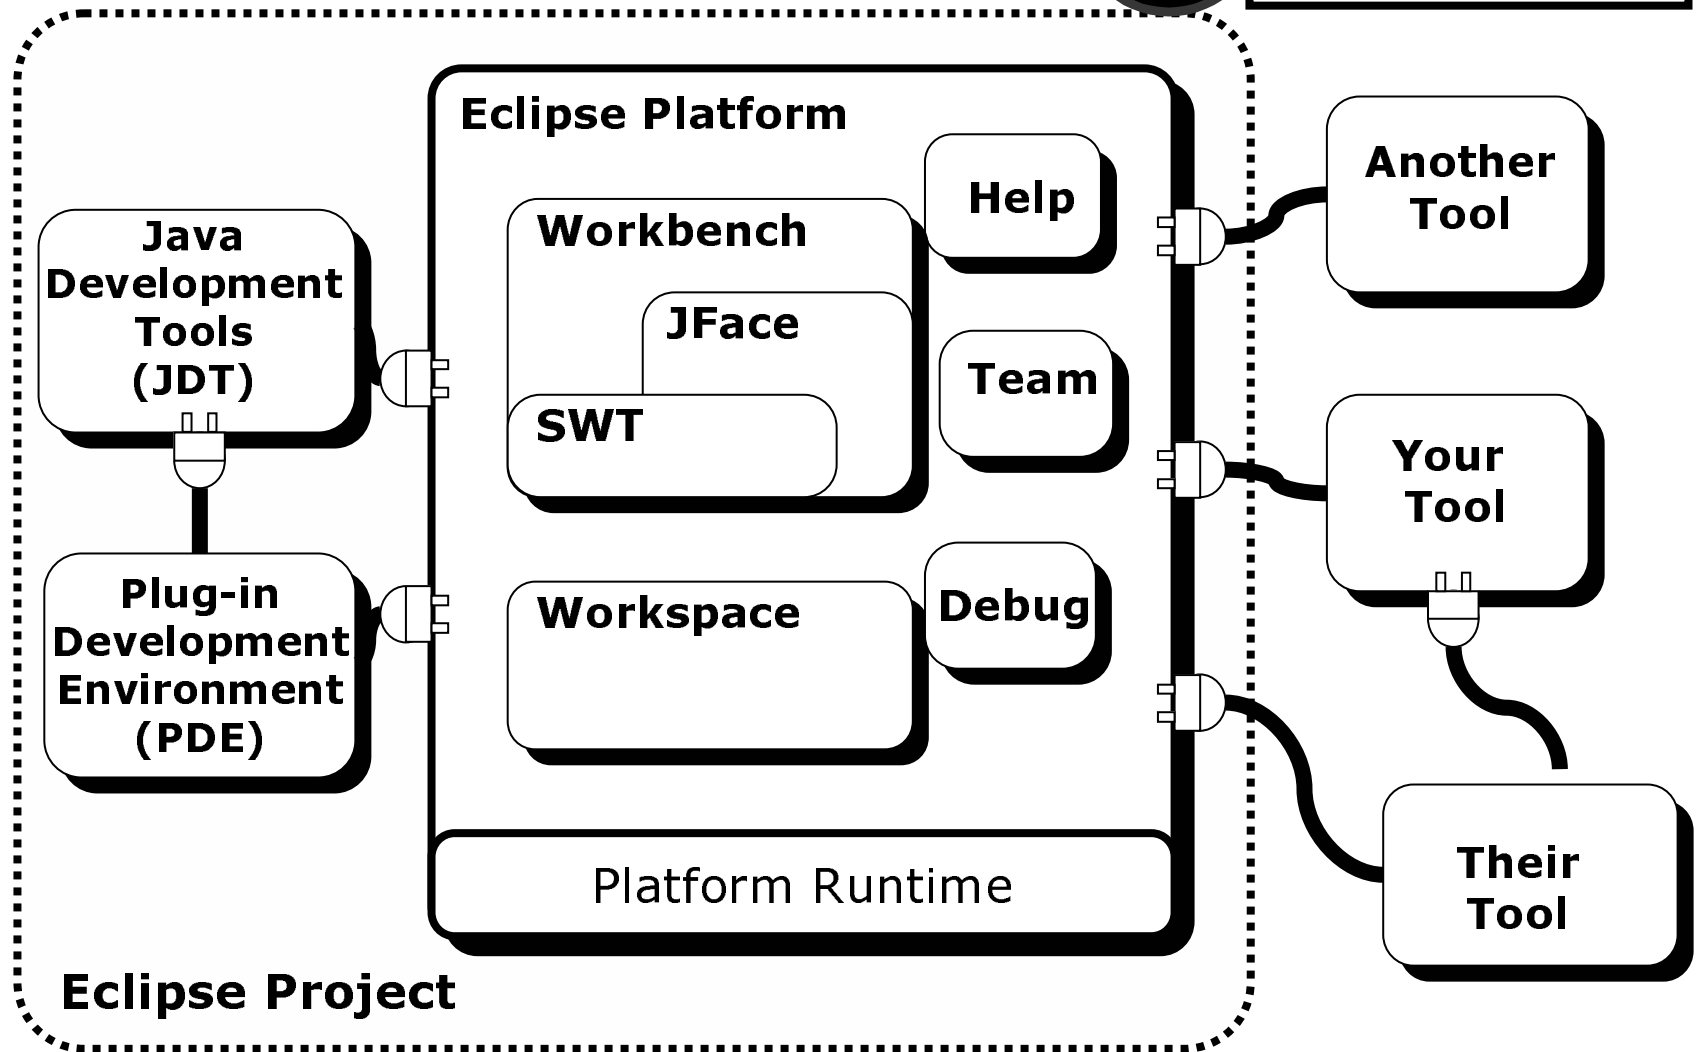 Eclipse Platform
Help
Workbench
JFace
SWT
Team
Workspace
Debug
Platform Runtime
Java
Development
Tools
(JDT)
Plug-in
Development
Environment
(PDE)
Eclipse Project
Another
Tool
Your
Tool
Their
Tool